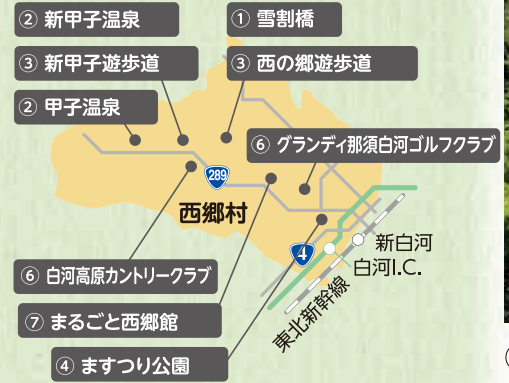 ② 新甲子温泉
① 雪割橋
③ 新甲子遊歩道
③ 西の郷遊歩道
② 甲子温泉
⑥ グランディ那須白河ゴルフクラブ
289
西郷村
4
新白河
白河I.C.
東北新幹線
⑥ 白河高原カントリークラブ
⑦ まるごと西郷館
④ ますつり公園